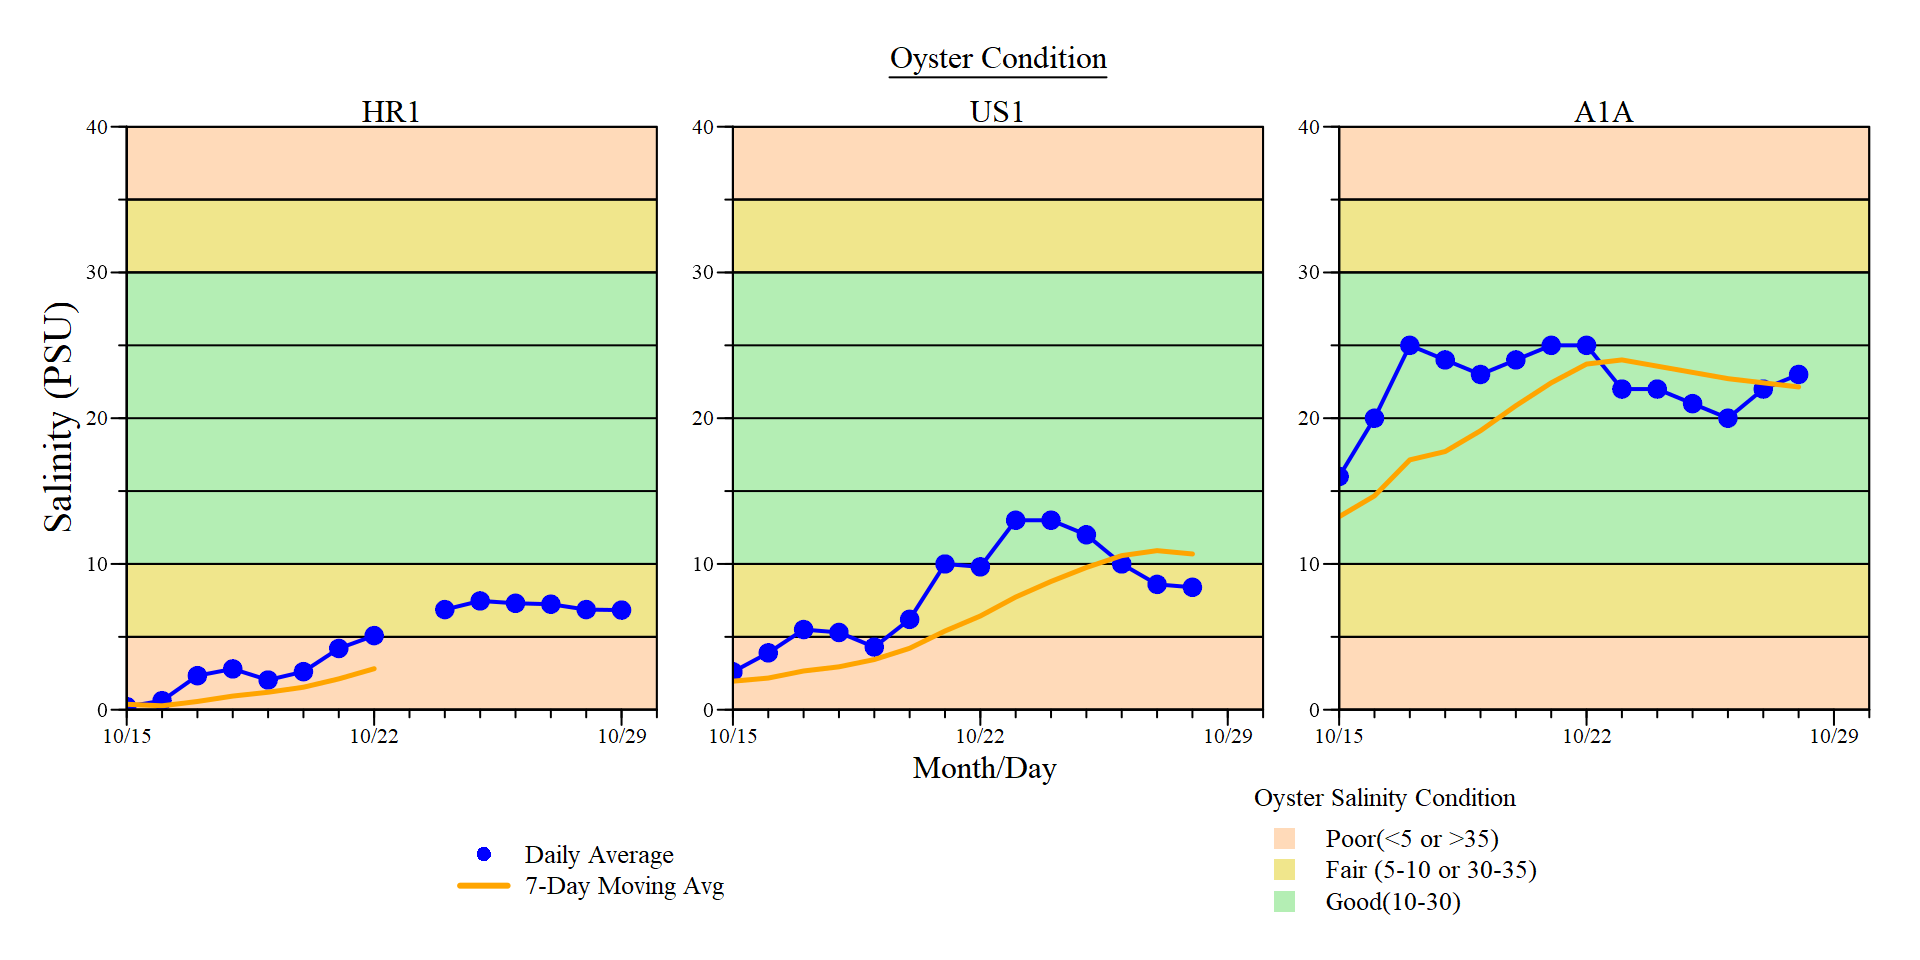 Oyster Condition
HR1
US1
A1A
Salinity (PSU)
40
30
20
10
0
10/15
10/22
10/29
40
30
20
10
0
10/15
10/22
10/29
40
30
20
10
0
10/15
10/22
10/29
Month/Day
Daily Average
7-Day Moving Avg
Oyster Salinity Condition
Poor(<5 or >35)
Fair (5-10 or 30-35)
Good(10-30)